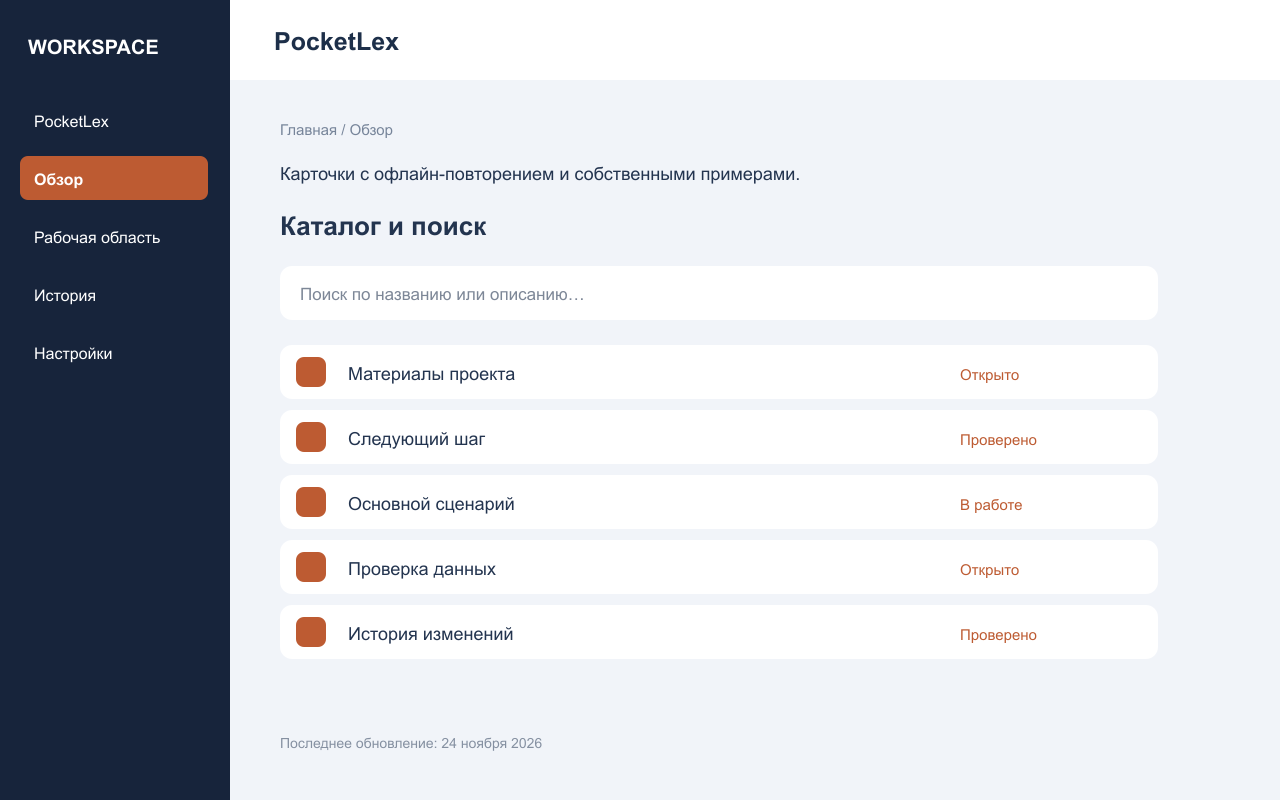 WORKSPACE
PocketLex
Обзор
Рабочая область
История
Настройки
PocketLex
Главная / Обзор
Карточки с офлайн-повторением и собственными примерами.
Каталог и поиск
Поиск по названию или описанию…
Материалы проекта Открыто
Следующий шаг Проверено
Основной сценарий В работе
Проверка данных Открыто
История изменений Проверено
Последнее обновление: 24 ноября 2026